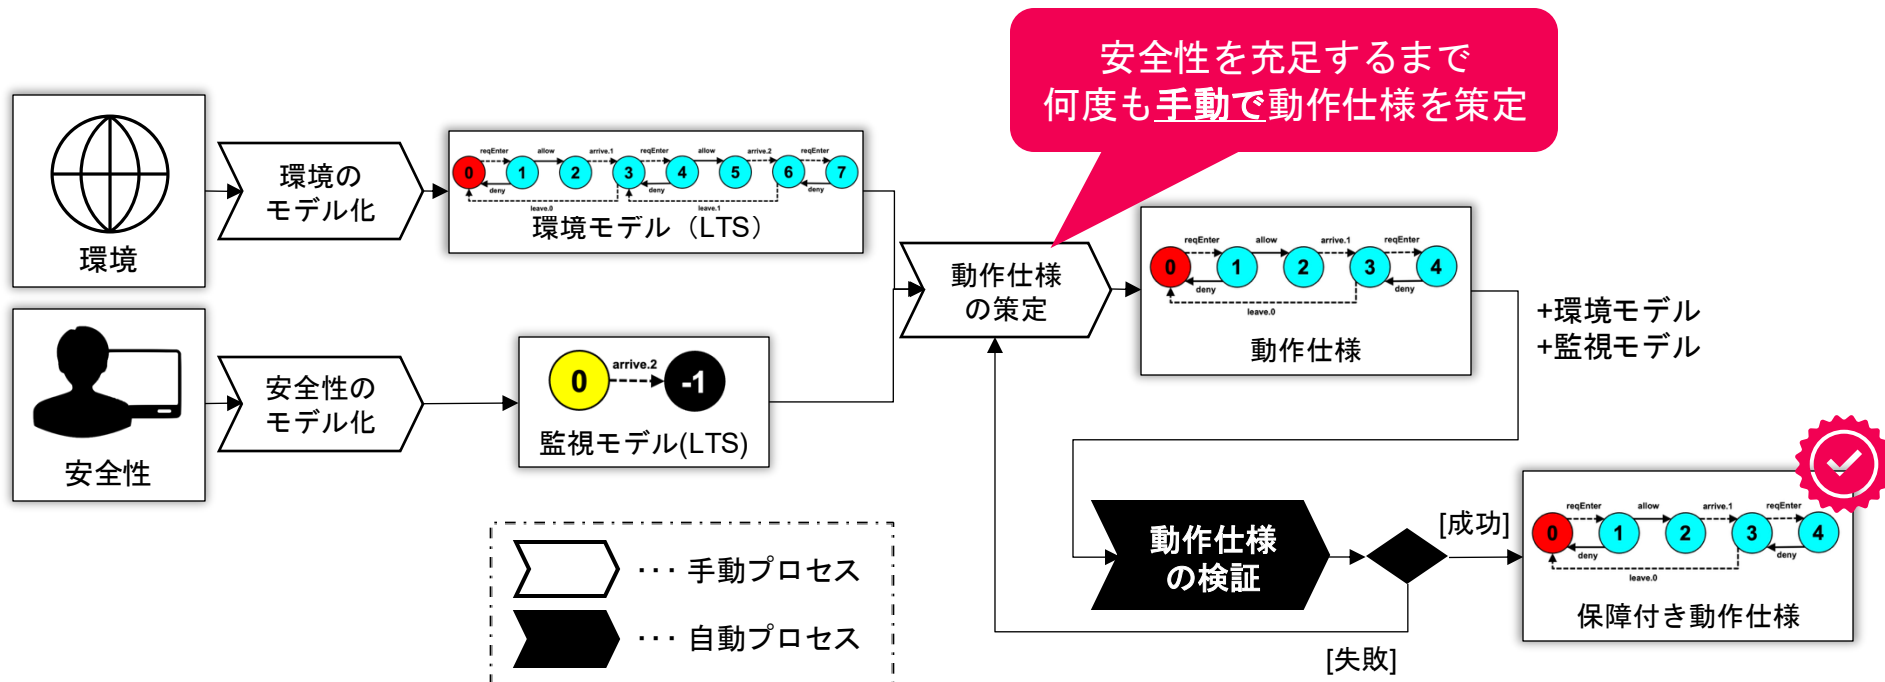 安全性を充足するまで
何度も手動で動作仕様を策定
環境
環境の
モデル化
reqEnter allow arrive.1 reqEnter allow arrive.2 reqEnter
0 1 2 3 4 5 6 7
deny deny deny
leave.0 leave.1
環境モデル（LTS）
安全性
安全性の
モデル化
arrive.2
0 -1
監視モデル(LTS)
動作仕様
の策定
reqEnter allow arrive.1 reqEnter
0 1 2 3 4
deny deny
leave.0
動作仕様
+環境モデル
+監視モデル
動作仕様
の検証
[成功]
[失敗]
reqEnter allow arrive.1 reqEnter
0 1 2 3 4
deny deny
leave.0
保障付き動作仕様
··· 手動プロセス
··· 自動プロセス